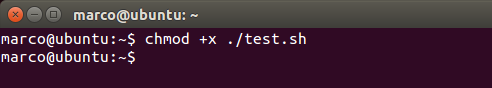 marco@ubuntu: ~
marco@ubuntu:~$ chmod +x ./test.sh
marco@ubuntu:~$